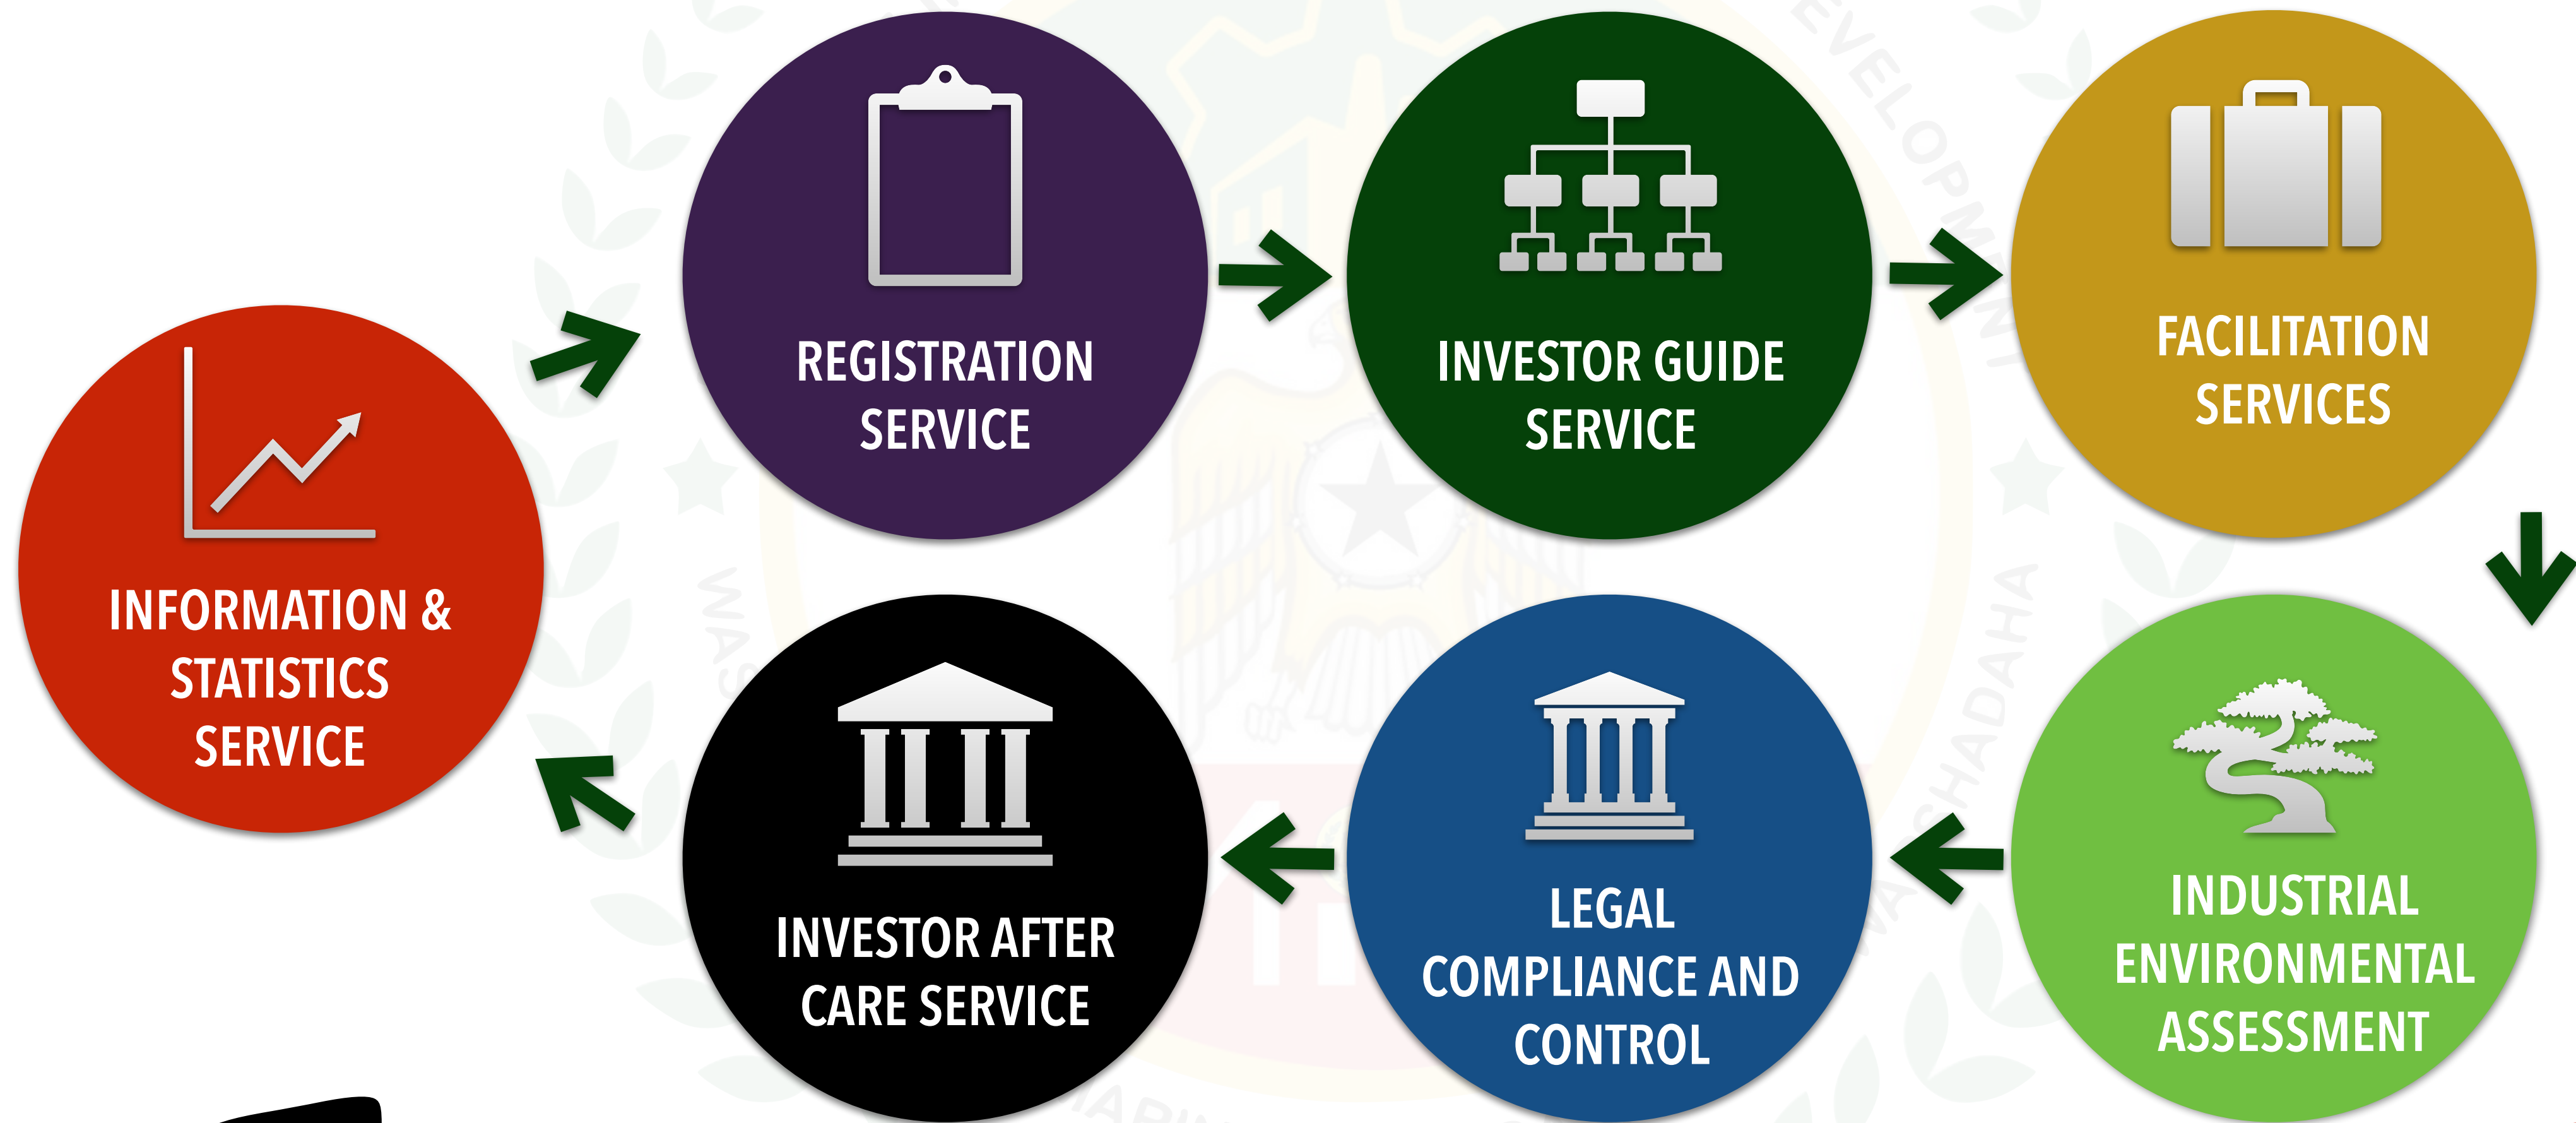 REGISTRATION
SERVICE
INVESTOR GUIDE
SERVICE
FACILITATION
SERVICES
INFORMATION &
STATISTICS
SERVICE
INVESTOR AFTER
CARE SERVICE
LEGAL
COMPLIANCE AND
CONTROL
INDUSTRIAL
ENVIRONMENTAL
ASSESSMENT